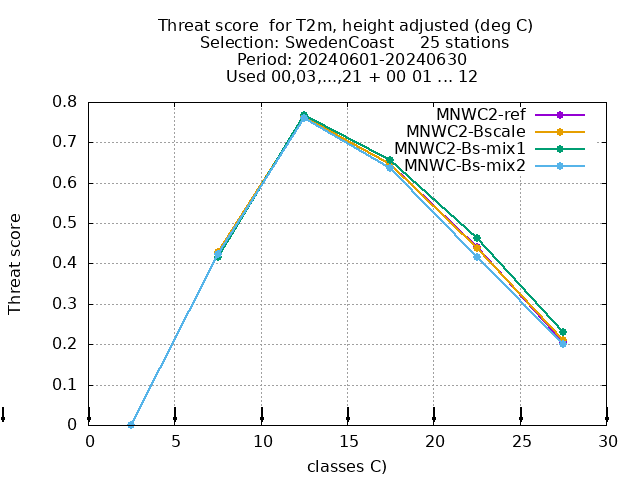 Threat score  for T2m, height adjusted (deg C)
Selection: SwedenCoast     25 stations
Period: 20240601-20240630
Used 00,03,...,21 + 00 01 ... 12
MNWC2-ref
MNWC2-Bscale
MNWC2-Bs-mix1
MNWC-Bs-mix2
Threat score
0.8
0.7
0.6
0.5
0.4
0.3
0.2
0.1
0
0 5 10 15 20 25 30
classes C)